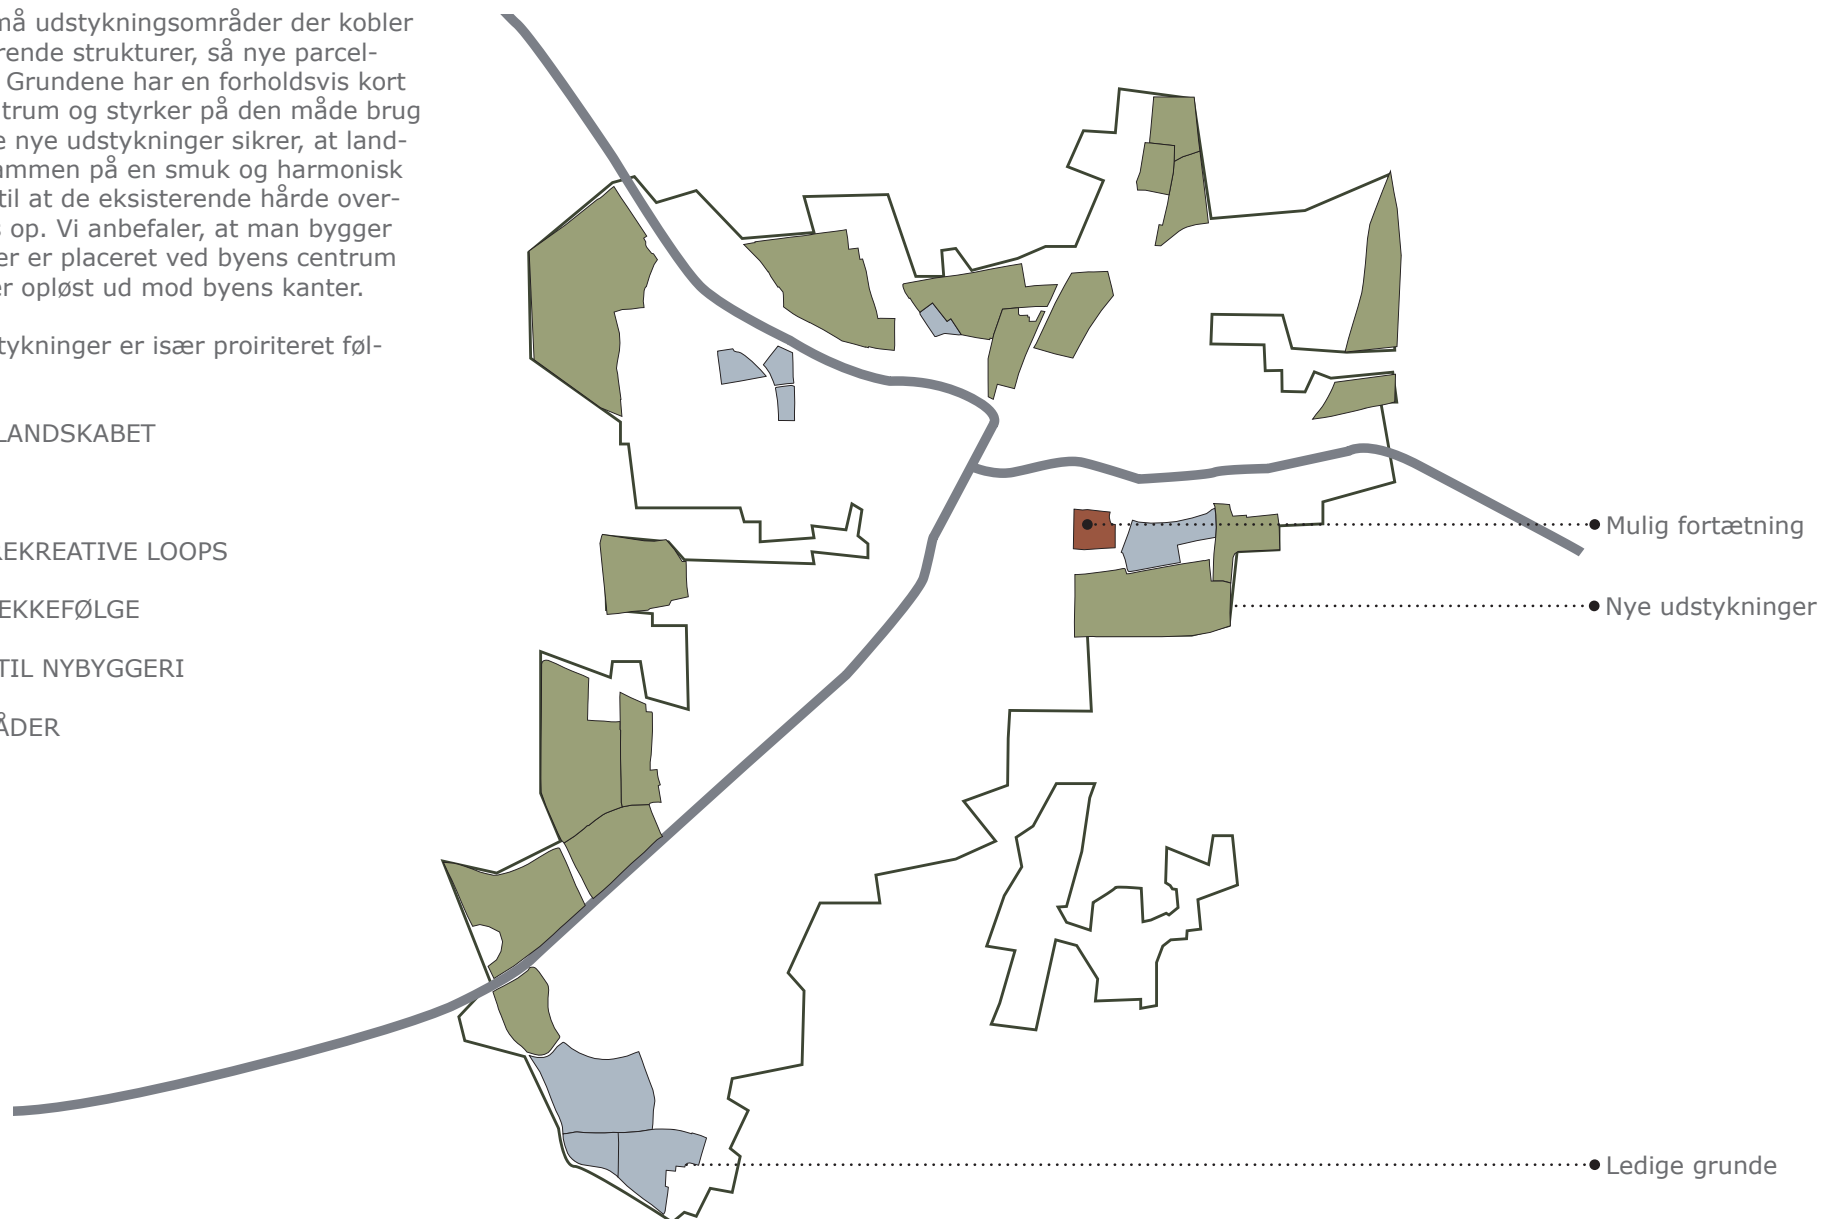 må udstykningsområder der kobler
rende strukturer, så nye parcel-
Grundene har en forholdsvis kort
trum og styrker på den måde brug
e nye udstykninger sikrer, at land-
ammen på en smuk og harmonisk
til at de eksisterende hårde over-
s op. Vi anbefaler, at man bygger
er er placeret ved byens centrum
er opløst ud mod byens kanter.
tykninger er især proiriteret føl-
LANDSKABET
REKREATIVE LOOPS
EKKEFØLGE
TIL NYBYGGERI
ÅDER
Mulig fortætning
Nye udstykninger
Ledige grunde